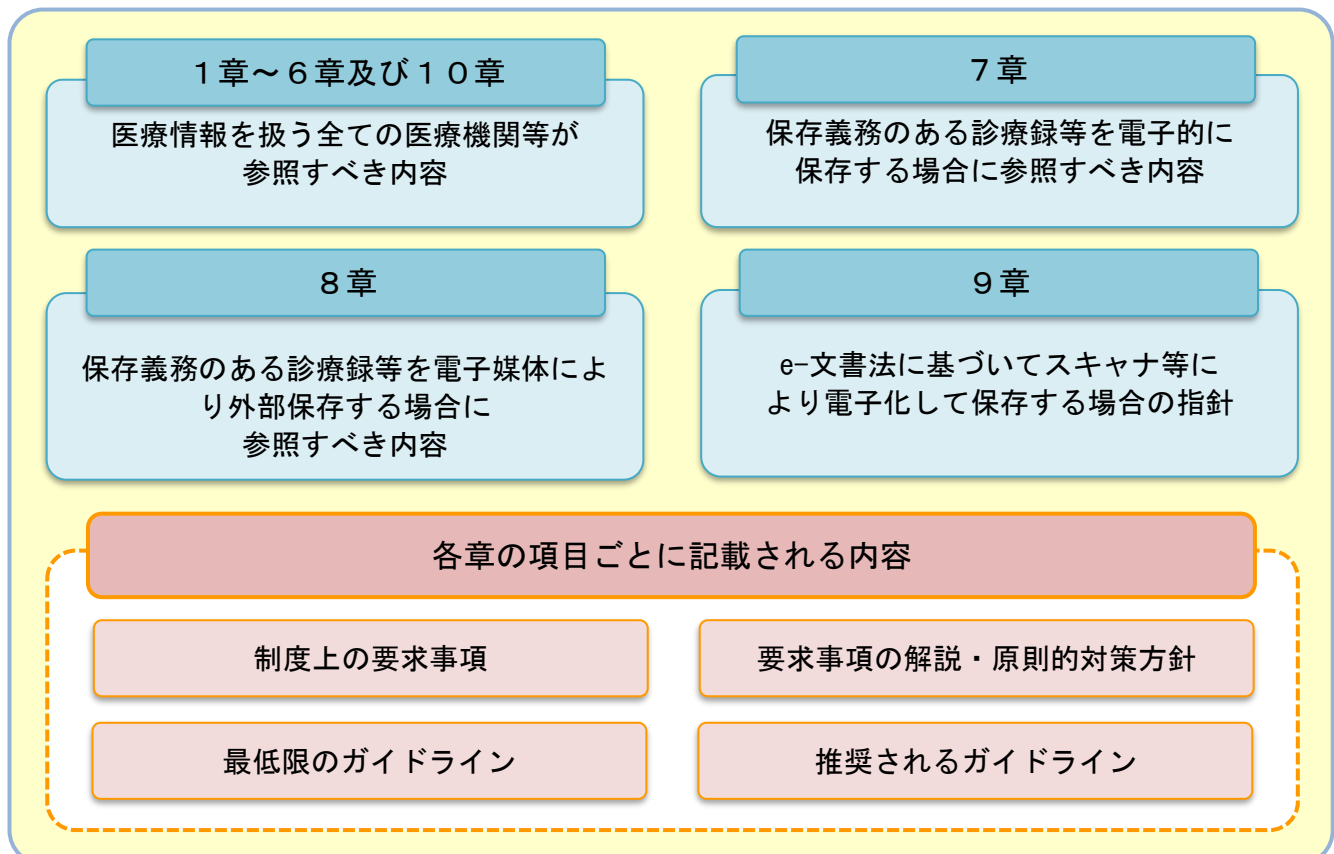 １章～６章及び１０章
医療情報を扱う全ての医療機関等が
参照すべき内容
７章
保存義務のある診療録等を電子的に
保存する場合に参照すべき内容
８章
保存義務のある診療録等を電子媒体によ
り外部保存する場合に
参照すべき内容
９章
e-文書法に基づいてスキャナ等に
より電子化して保存する場合の指針
各章の項目ごとに記載される内容
制度上の要求事項
要求事項の解説・原則的対策方針
最低限のガイドライン
推奨されるガイドライン